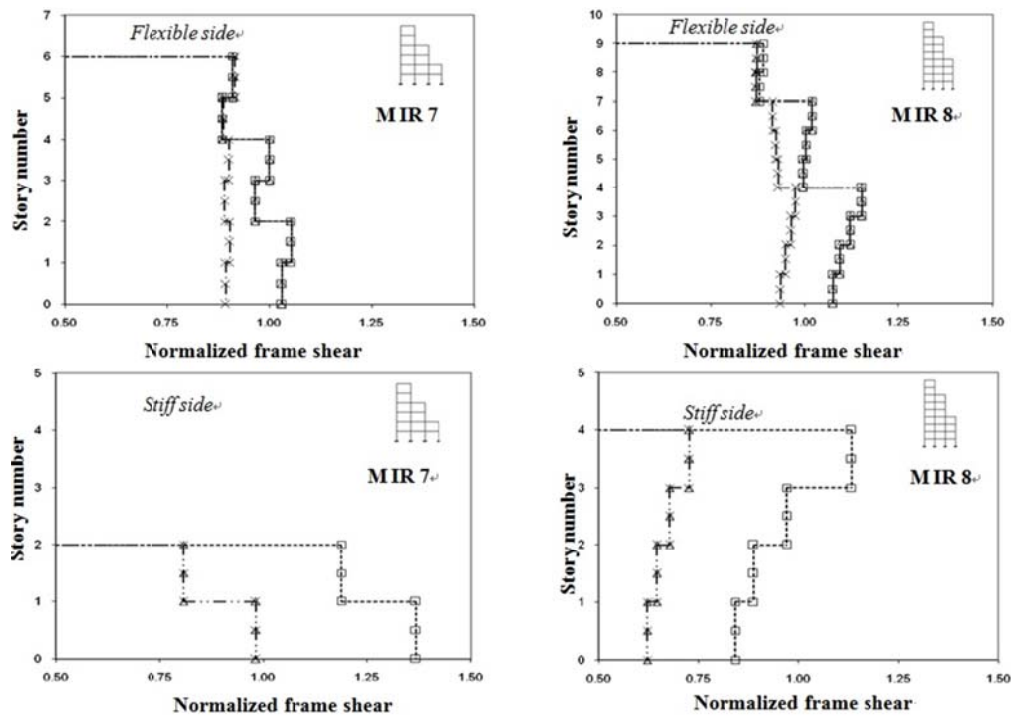 Flexible side
MIR 7
Story number
7
6
5
4
3
2
1
0
0.50 0.75 1.00 1.25 1.50
Normalized frame shear
Flexible side
MIR 8
Story number
10
9
8
7
6
5
4
3
2
1
0
0.50 0.75 1.00 1.25 1.50
Normalized frame shear
Stiff side
MIR 7
Story number
5
4
3
2
1
0
0.50 0.75 1.00 1.25 1.50
Normalized frame shear
Stiff side
MIR 8
Story number
5
4
3
2
1
0
0.50 0.75 1.00 1.25 1.50
Normalized frame shear